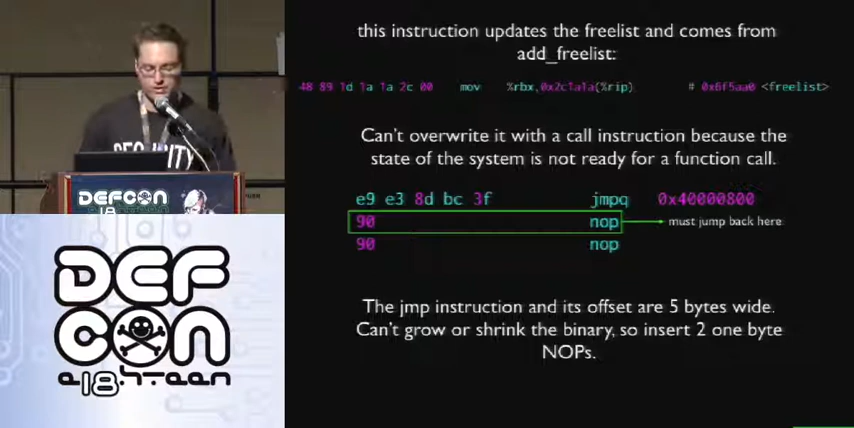 this instruction updates the freelist and comes from
add_freelist:
48 89 1d 1a 1a 2c 00 mov %rbx,0x2c1a1a(%rip) # 0x6f5aa0 <freelist>
Can't overwrite it with a call instruction because the
state of the system is not ready for a function call.
e9 e3 8d bc 3f jmpq 0x40000800
90 nop must jump back here
90 nop
The jmp instruction and its offset are 5 bytes wide.
Can't grow or shrink the binary, so insert 2 one byte
NOPs.
SECURITY
DEFCON
18
DEF
CON
e18hteen